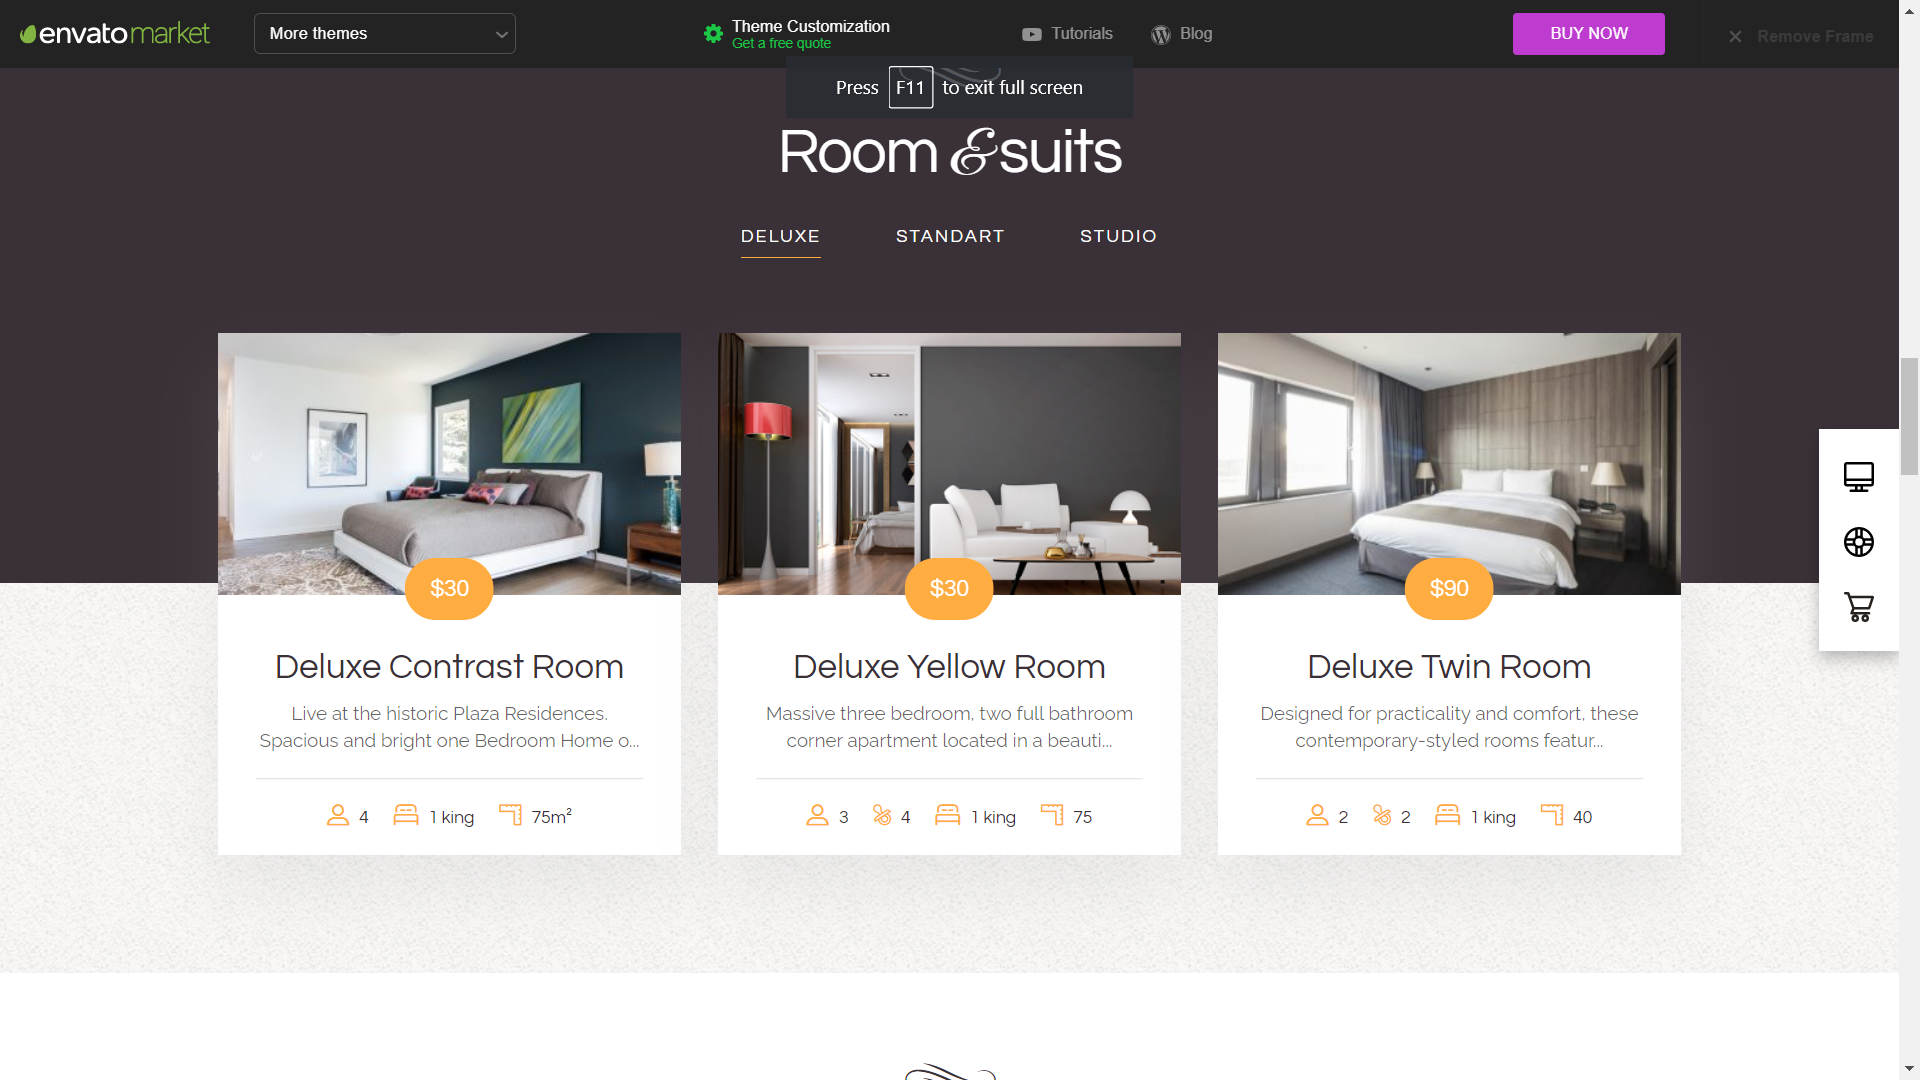 envato market
More themes
Theme Customization
Get a free quote
Tutorials
Blog
BUY NOW
Remove Frame
Press F11 to exit full screen
Room & suits
DELUXE
STANDART
STUDIO
$30
$30
$90
Deluxe Contrast Room
Live at the historic Plaza Residences.
Spacious and bright one Bedroom Home o...
4 1 king 75m²
Deluxe Yellow Room
Massive three bedroom, two full bathroom
corner apartment located in a beauti...
3 4 1 king 75
Deluxe Twin Room
Designed for practicality and comfort, these
contemporary-styled rooms featur...
2 2 1 king 40